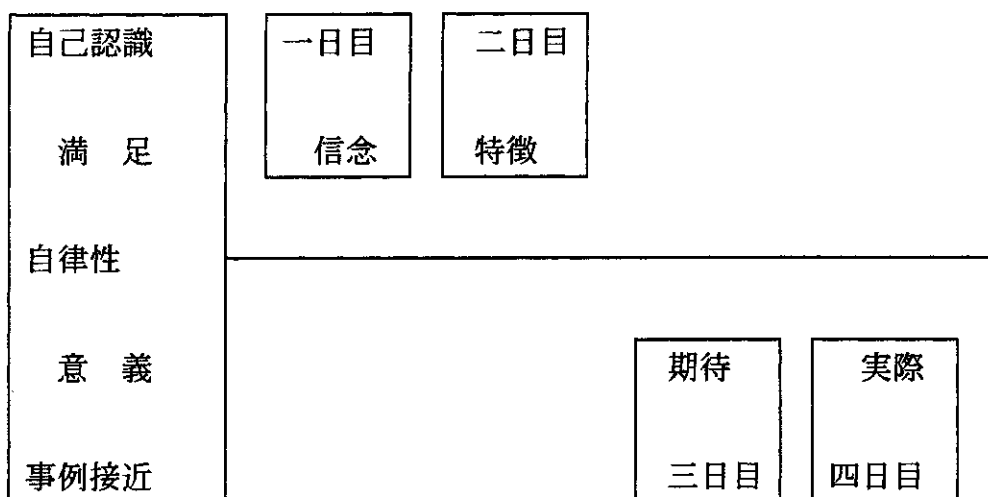 自己認識
満 足
自律性
意 義
事例接近
一日目
信念
二日目
特徴
期待
三日目
実際
四日目